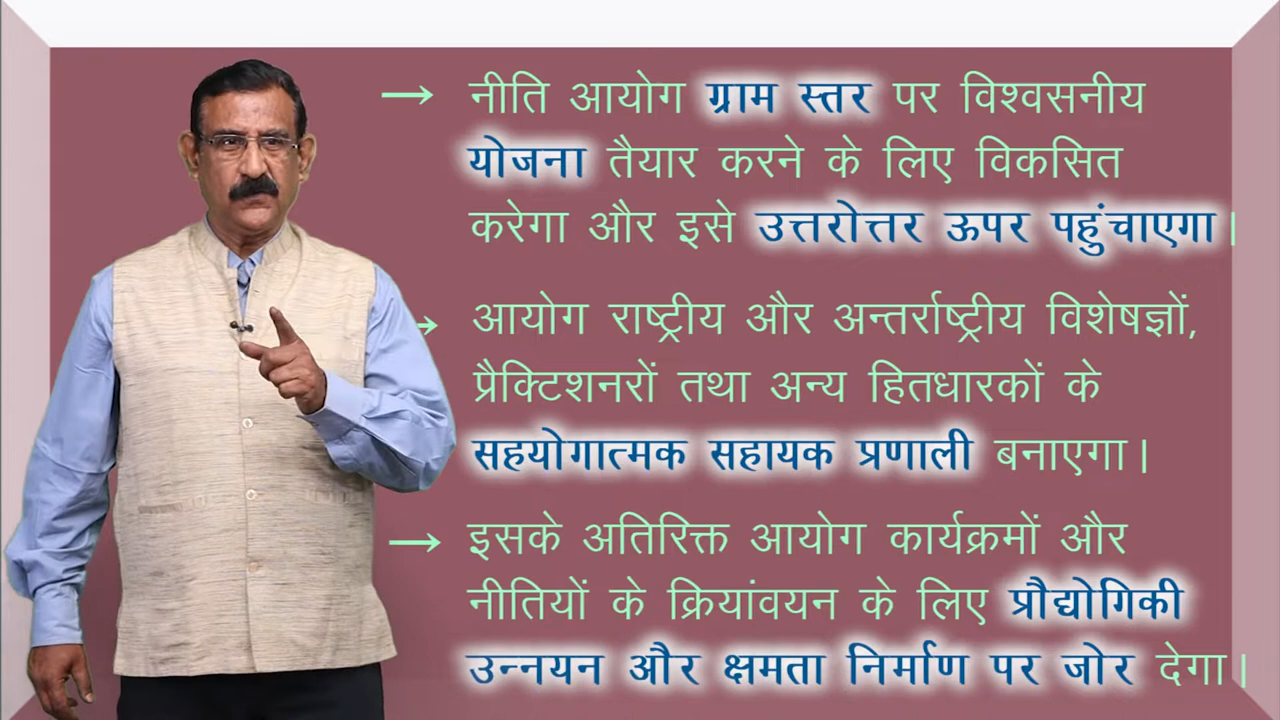 → नीति आयोग ग्राम स्तर पर विश्वसनीय
योजना तैयार करने के लिए विकसित
करेगा और इसे उत्तरोत्तर ऊपर पहुंचाएगा।
→ आयोग राष्ट्रीय और अन्तर्राष्ट्रीय विशेषज्ञों,
प्रैक्टिशनरों तथा अन्य हितधारकों के
सहयोगात्मक सहायक प्रणाली बनाएगा।
→ इसके अतिरिक्त आयोग कार्यक्रमों और
नीतियों के क्रियांवयन के लिए प्रौद्योगिकी
उन्नयन और क्षमता निर्माण पर जोर देगा।